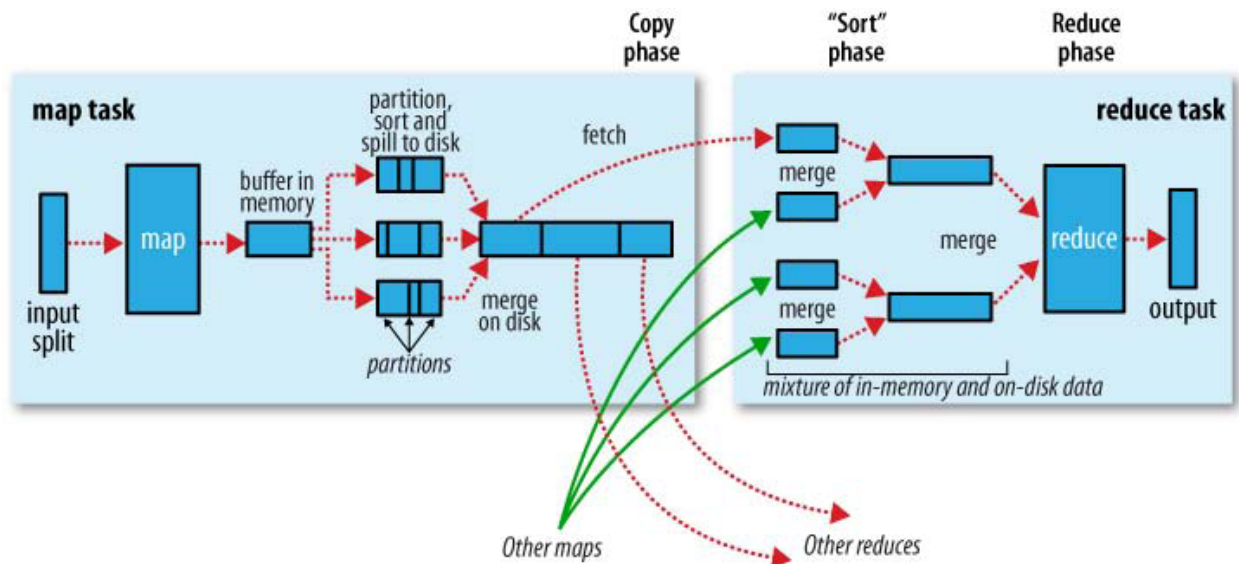 Copy
phase
“Sort”
phase
Reduce
phase
map task
partition,
sort and
spill to disk
fetch
reduce task
buffer in
memory
merge
map
merge
reduce
input
split
merge
on disk
merge
output
partitions
mixture of in-memory and on-disk data
Other maps
Other reduces